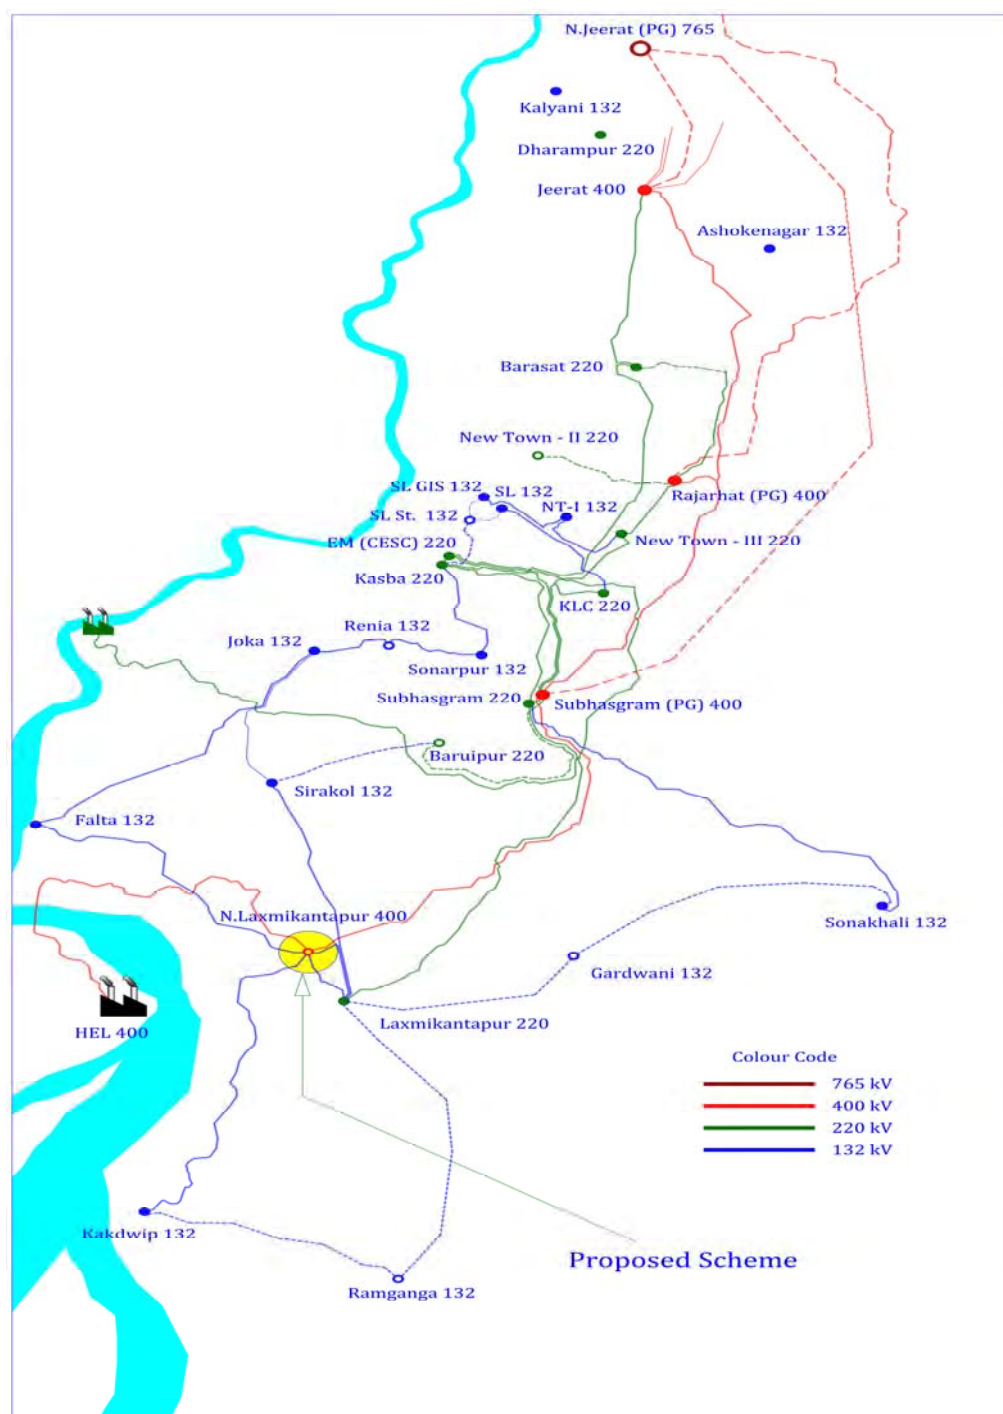 N.Jeerat (PG) 765
Kalyani 132
Dharampur 220
Jeerat 400
Ashokenagar 132
Barasat 220
New Town - II 220
SL GIS 132
SL 132
Rajarhat (PG) 400
NT-I 132
SL St. 132
EM (CESC) 220
New Town - III 220
Kasba 220
KLC 220
Renia 132
Joka 132
Sonarpur 132
Subhasgram 220
Subhasgram (PG) 400
Baruipur 220
Sirakol 132
Falta 132
N.Laxmikantapur 400
Sonakhali 132
Gardwani 132
Laxmikantapur 220
HEL 400
Colour Code
765 kV
400 kV
220 kV
132 kV
Kakdwip 132
Proposed Scheme
Ramganga 132